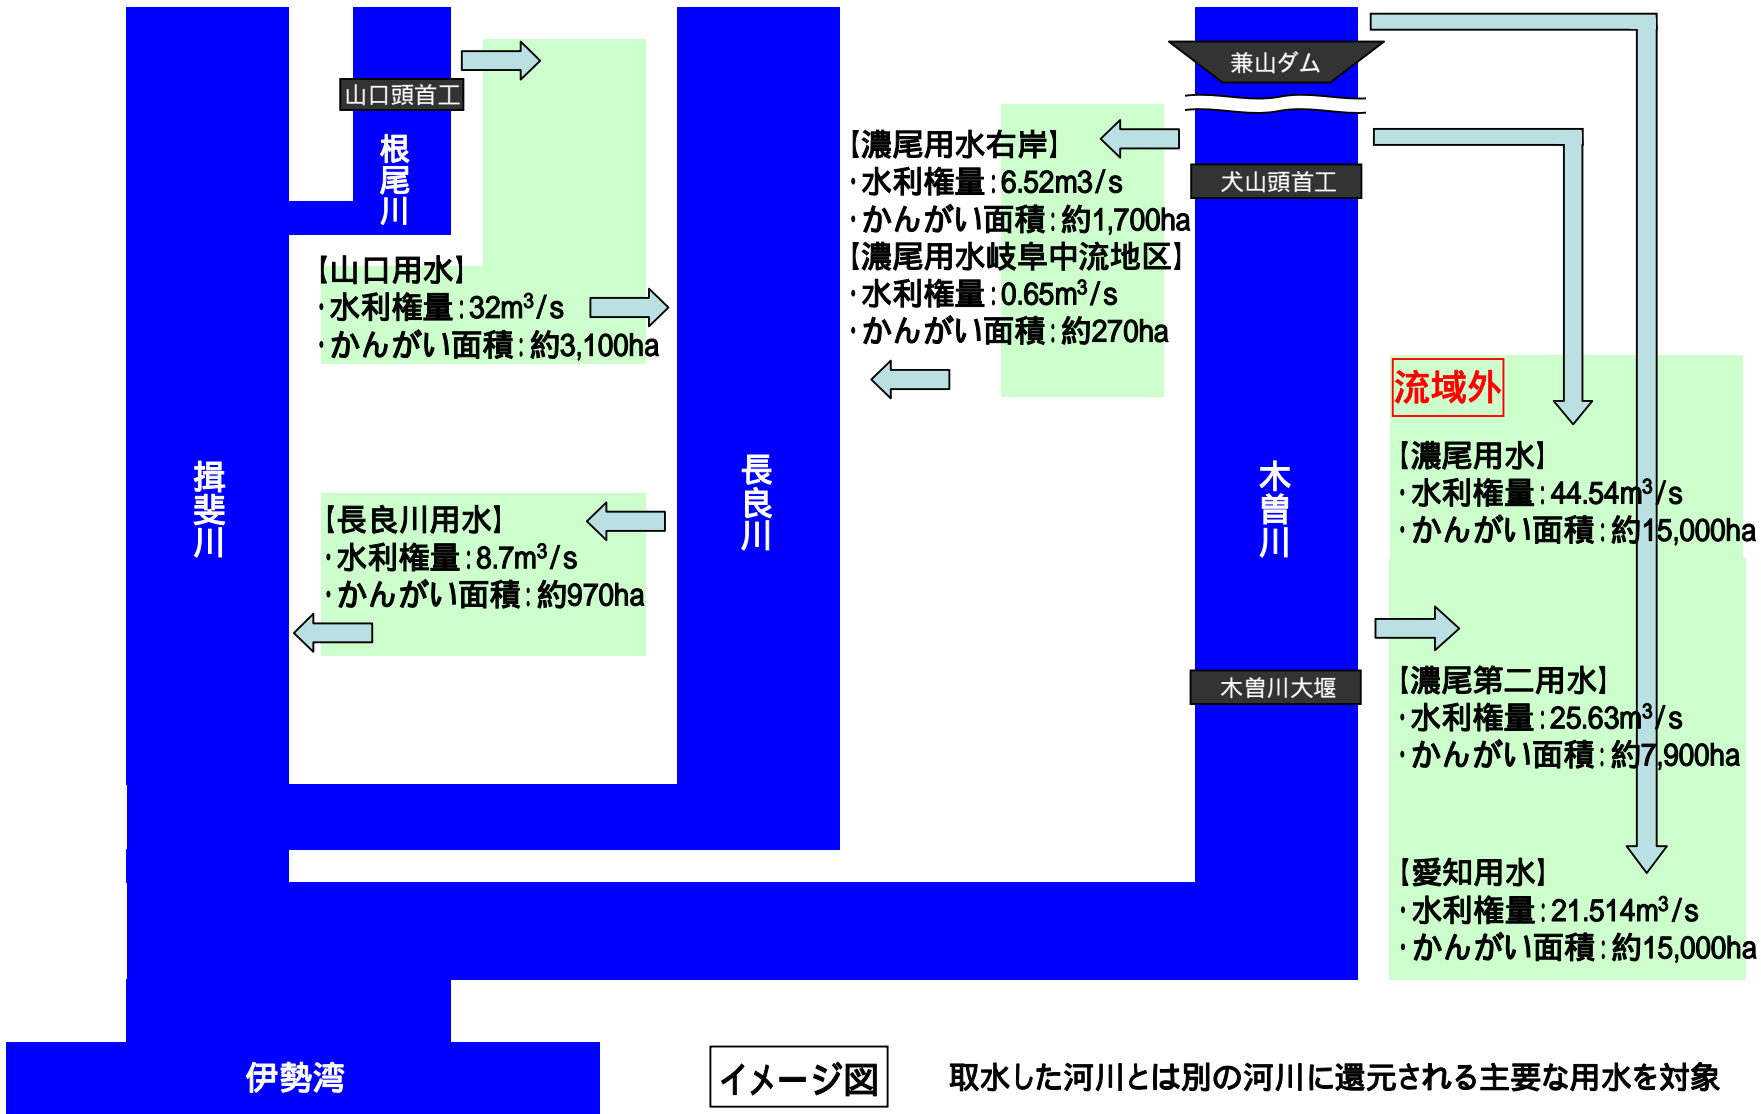 兼山ダム
山口頭首工
根尾川
【濃尾用水右岸】
・水利権量：6.52m3/s
・かんがい面積：約1,700ha
【濃尾用水岐阜中流地区】
・水利権量：0.65m³/s
・かんがい面積：約270ha
犬山頭首工
【山口用水】
・水利権量：32m³/s
・かんがい面積：約3,100ha
流域外
【濃尾用水】
・水利権量：44.54m³/s
・かんがい面積：約15,000ha
揖斐川
長良川
木曽川
【長良川用水】
・水利権量：8.7m³/s
・かんがい面積：約970ha
木曽川大堰
【濃尾第二用水】
・水利権量：25.63m³/s
・かんがい面積：約7,900ha
【愛知用水】
・水利権量：21.514m³/s
・かんがい面積：約15,000ha
伊勢湾
イメージ図
取水した河川とは別の河川に還元される主要な用水を対象